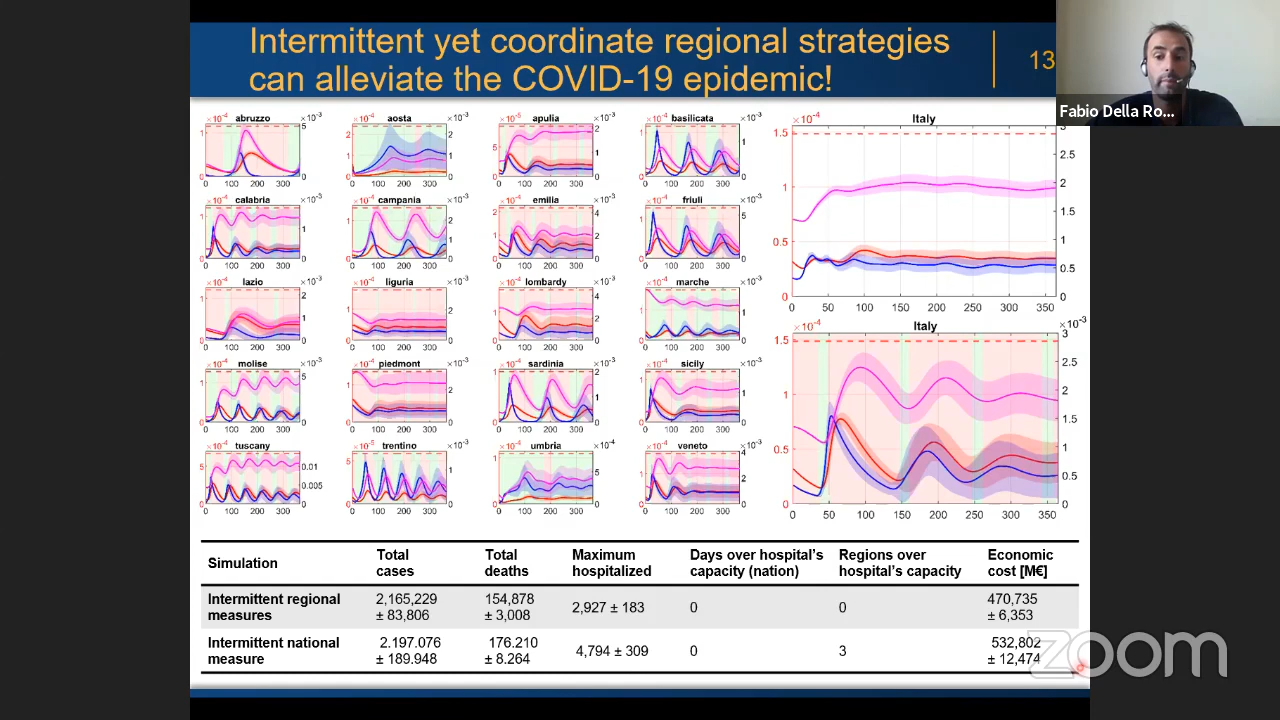 Intermittent yet coordinate regional strategies
can alleviate the COVID-19 epidemic!
13
Fabio Della Ro...
abruzzo
aosta
apulia
basilicata
Italy
calabria
campania
emilia
friuli
lazio
liguria
lombardy
marche
Italy
molise
piedmont
sardinia
sicily
tuscany
trentino
umbria
veneto
Simulation Total cases Total deaths Maximum hospitalized Days over hospital's capacity (nation) Regions over hospital's capacity Economic cost [M€]
Intermittent regional measures 2,165,229 ± 83,806 154,878 ± 3,008 2,927 ± 183 0 0 470,735 ± 6,353
Intermittent national measure 2.197.076 ± 189.948 176.210 ± 8.264 4,794 ± 309 0 3 532,802 ± 12,474
zoom